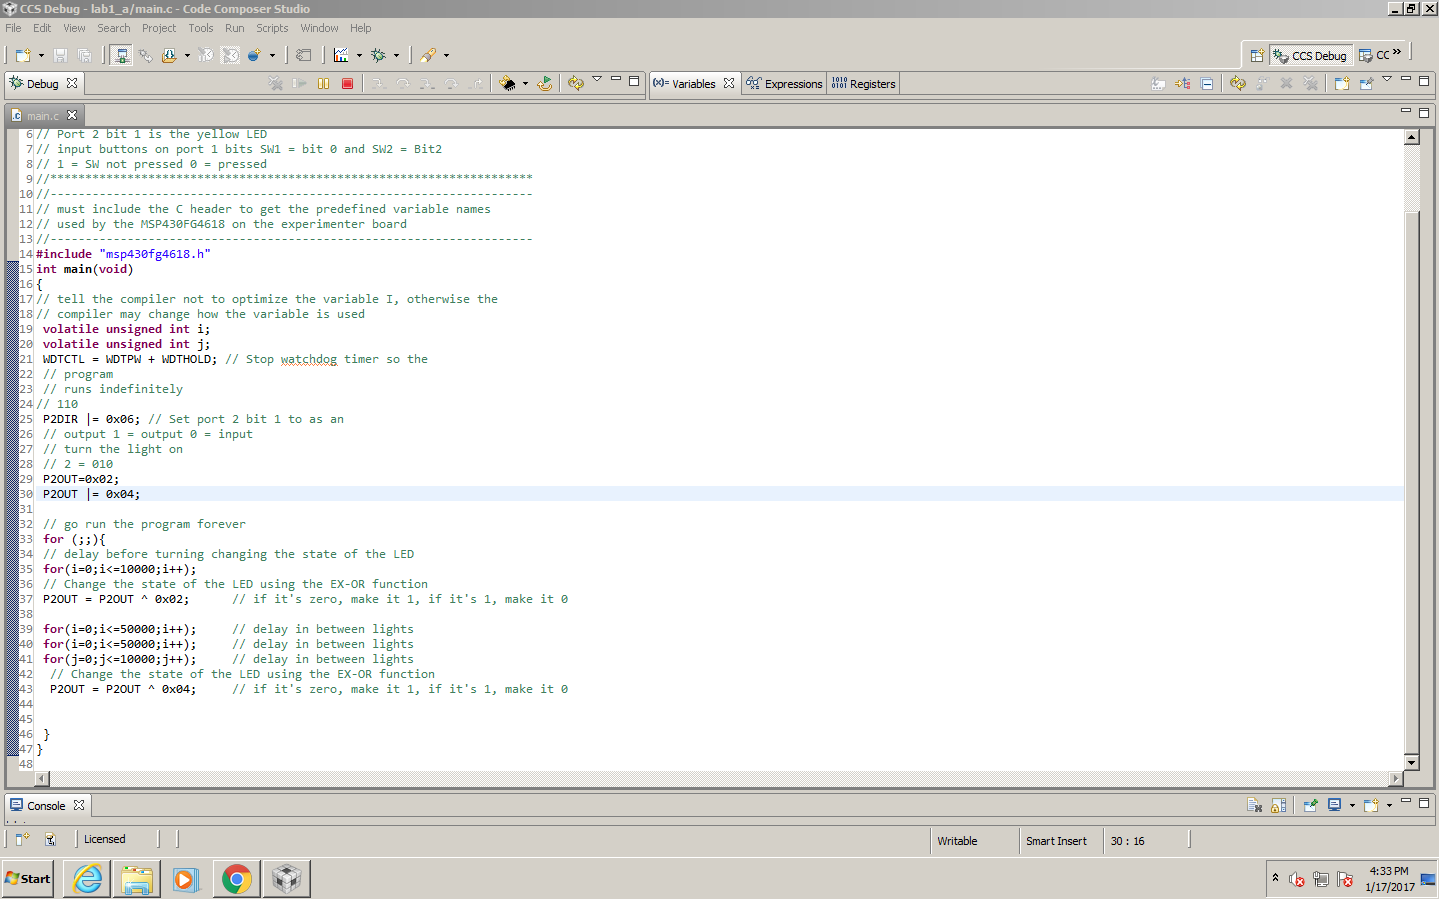 CCS Debug - lab1_a/main.c - Code Composer Studio
File Edit View Search Project Tools Run Scripts Window Help
CCS Debug CC »
Debug
(x)= Variables Expressions 1010 0101 Registers
main.c
6 // Port 2 bit 1 is the yellow LED
7 // input buttons on port 1 bits SW1 = bit 0 and SW2 = Bit2
8 // 1 = SW not pressed 0 = pressed
9 //*********************************************************************
10 //---------------------------------------------------------------------
11 // must include the C header to get the predefined variable names
12 // used by the MSP430FG4618 on the experimenter board
13 //---------------------------------------------------------------------
14 #include "msp430fg4618.h"
15 int main(void)
16 {
17 // tell the compiler not to optimize the variable I, otherwise the
18 // compiler may change how the variable is used
19 volatile unsigned int i;
20 volatile unsigned int j;
21 WDTCTL = WDTPW + WDTHOLD; // Stop watchdog timer so the
22 // program
23 // runs indefinitely
24 // 110
25 P2DIR |= 0x06; // Set port 2 bit 1 to as an
26 // output 1 = output 0 = input
27 // turn the light on
28 // 2 = 010
29 P2OUT=0x02;
30 P2OUT |= 0x04;
31
32 // go run the program forever
33 for (;;){
34 // delay before turning changing the state of the LED
35 for(i=0;i<=10000;i++);
36 // Change the state of the LED using the EX-OR function
37 P2OUT = P2OUT ^ 0x02; // if it's zero, make it 1, if it's 1, make it 0
38
39 for(i=0;i<=50000;i++); // delay in between lights
40 for(i=0;i<=50000;i++); // delay in between lights
41 for(j=0;j<=10000;j++); // delay in between lights
42 // Change the state of the LED using the EX-OR function
43 P2OUT = P2OUT ^ 0x04; // if it's zero, make it 1, if it's 1, make it 0
44
45
46 }
47 }
48
Console
Licensed Writable Smart Insert 30 : 16
Start
4:33 PM
1/17/2017